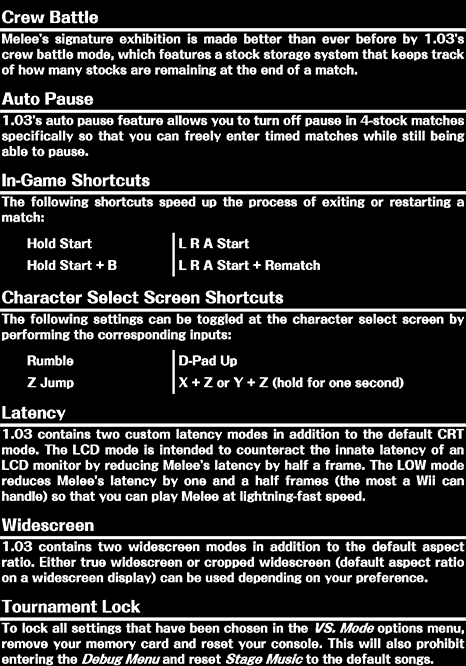 Crew Battle
Melee's signature exhibition is made better than ever before by 1.03's
crew battle mode, which features a stock storage system that keeps track
of how many stocks are remaining at the end of a match.
Auto Pause
1.03's auto pause feature allows you to turn off pause in 4-stock matches
specifically so that you can freely enter timed matches while still being
able to pause.
In-Game Shortcuts
The following shortcuts speed up the process of exiting or restarting a
match:
Hold Start L R A Start
Hold Start + B L R A Start + Rematch
Character Select Screen Shortcuts
The following settings can be toggled at the character select screen by
performing the corresponding inputs:
Rumble D-Pad Up
Z Jump X + Z or Y + Z (hold for one second)
Latency
1.03 contains two custom latency modes in addition to the default CRT
mode. The LCD mode is intended to counteract the innate latency of an
LCD monitor by reducing Melee's latency by half a frame. The LOW mode
reduces Melee's latency by one and a half frames (the most a Wii can
handle) so that you can play Melee at lightning-fast speed.
Widescreen
1.03 contains two widescreen modes in addition to the default aspect
ratio. Either true widescreen or cropped widescreen (default aspect ratio
on a widescreen display) can be used depending on your preference.
Tournament Lock
To lock all settings that have been chosen in the VS. Mode options menu,
remove your memory card and reset your console. This will also prohibit
entering the Debug Menu and reset Stage Music to the default songs.